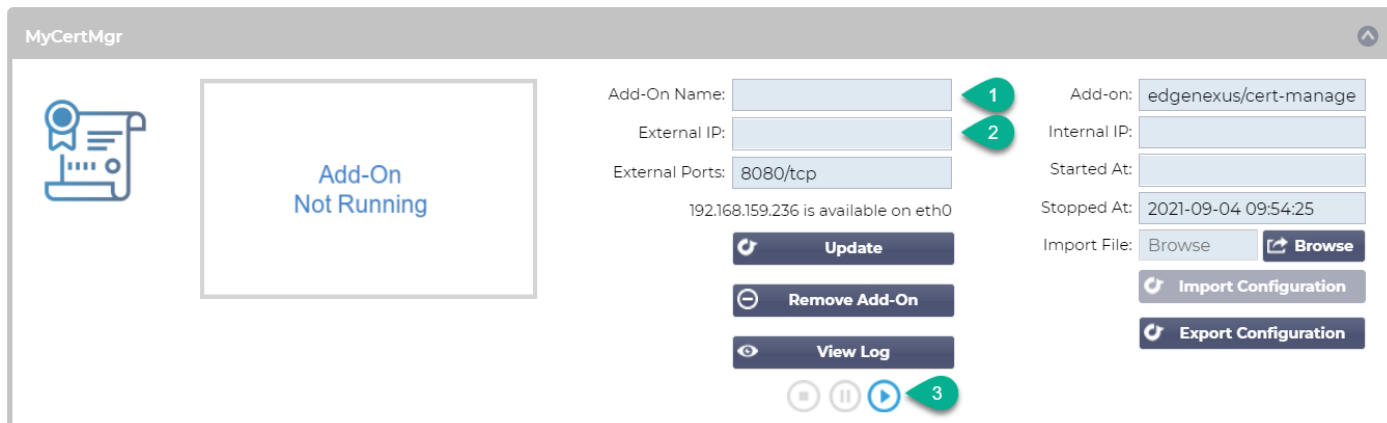 MyCertMgr
Add-On
Not Running
Add-On Name:
1
External IP:
2
External Ports: 8080/tcp
192.168.159.236 is available on eth0
Update
Remove Add-On
View Log
3
Add-on: edgenexus/cert-manage
Internal IP:
Started At:
Stopped At: 2021-09-04 09:54:25
Import File: Browse Browse
Import Configuration
Export Configuration